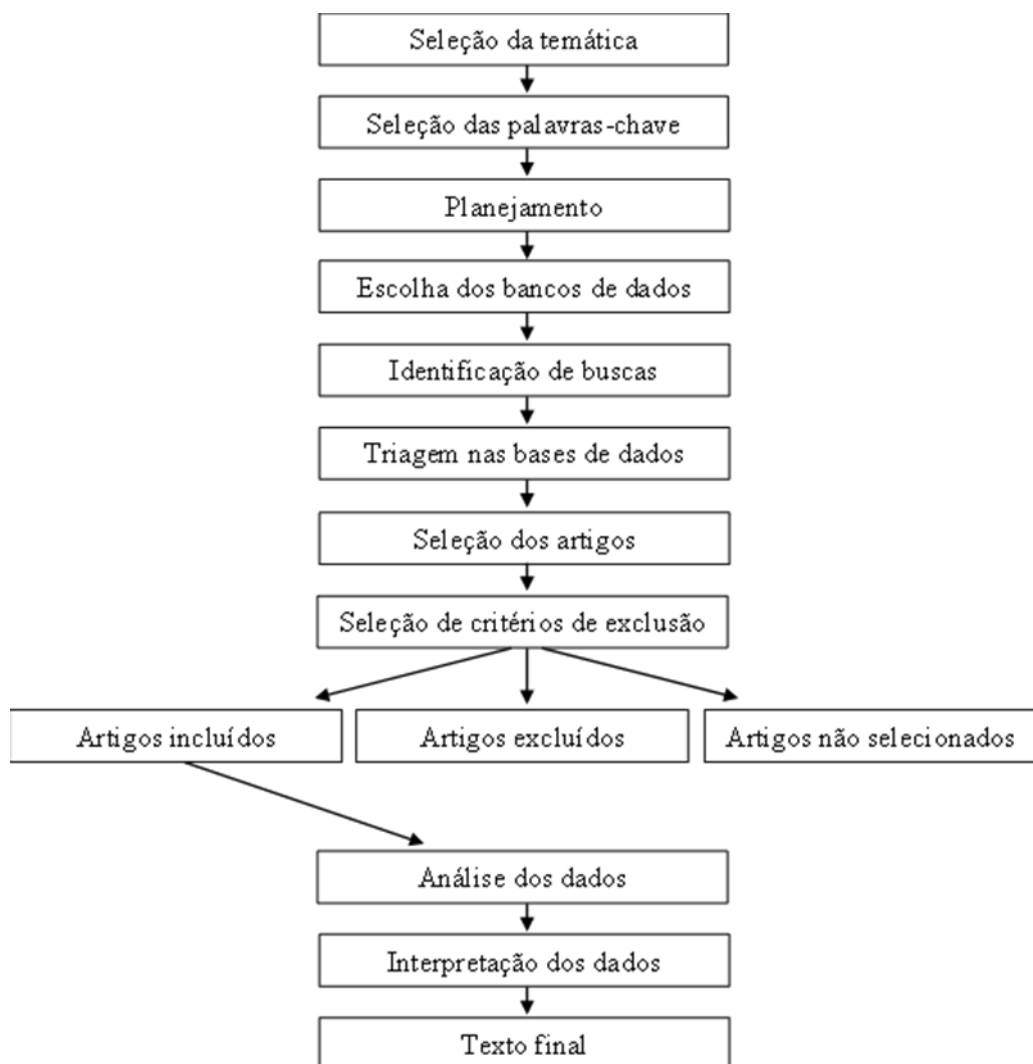 Seleção da temática
Seleção das palavras-chave
Planejamento
Escolha dos bancos de dados
Identificação de buscas
Triagem nas bases de dados
Seleção dos artigos
Seleção de critérios de exclusão
Artigos incluídos
Artigos excluídos
Artigos não selecionados
Análise dos dados
Interpretação dos dados
Texto final